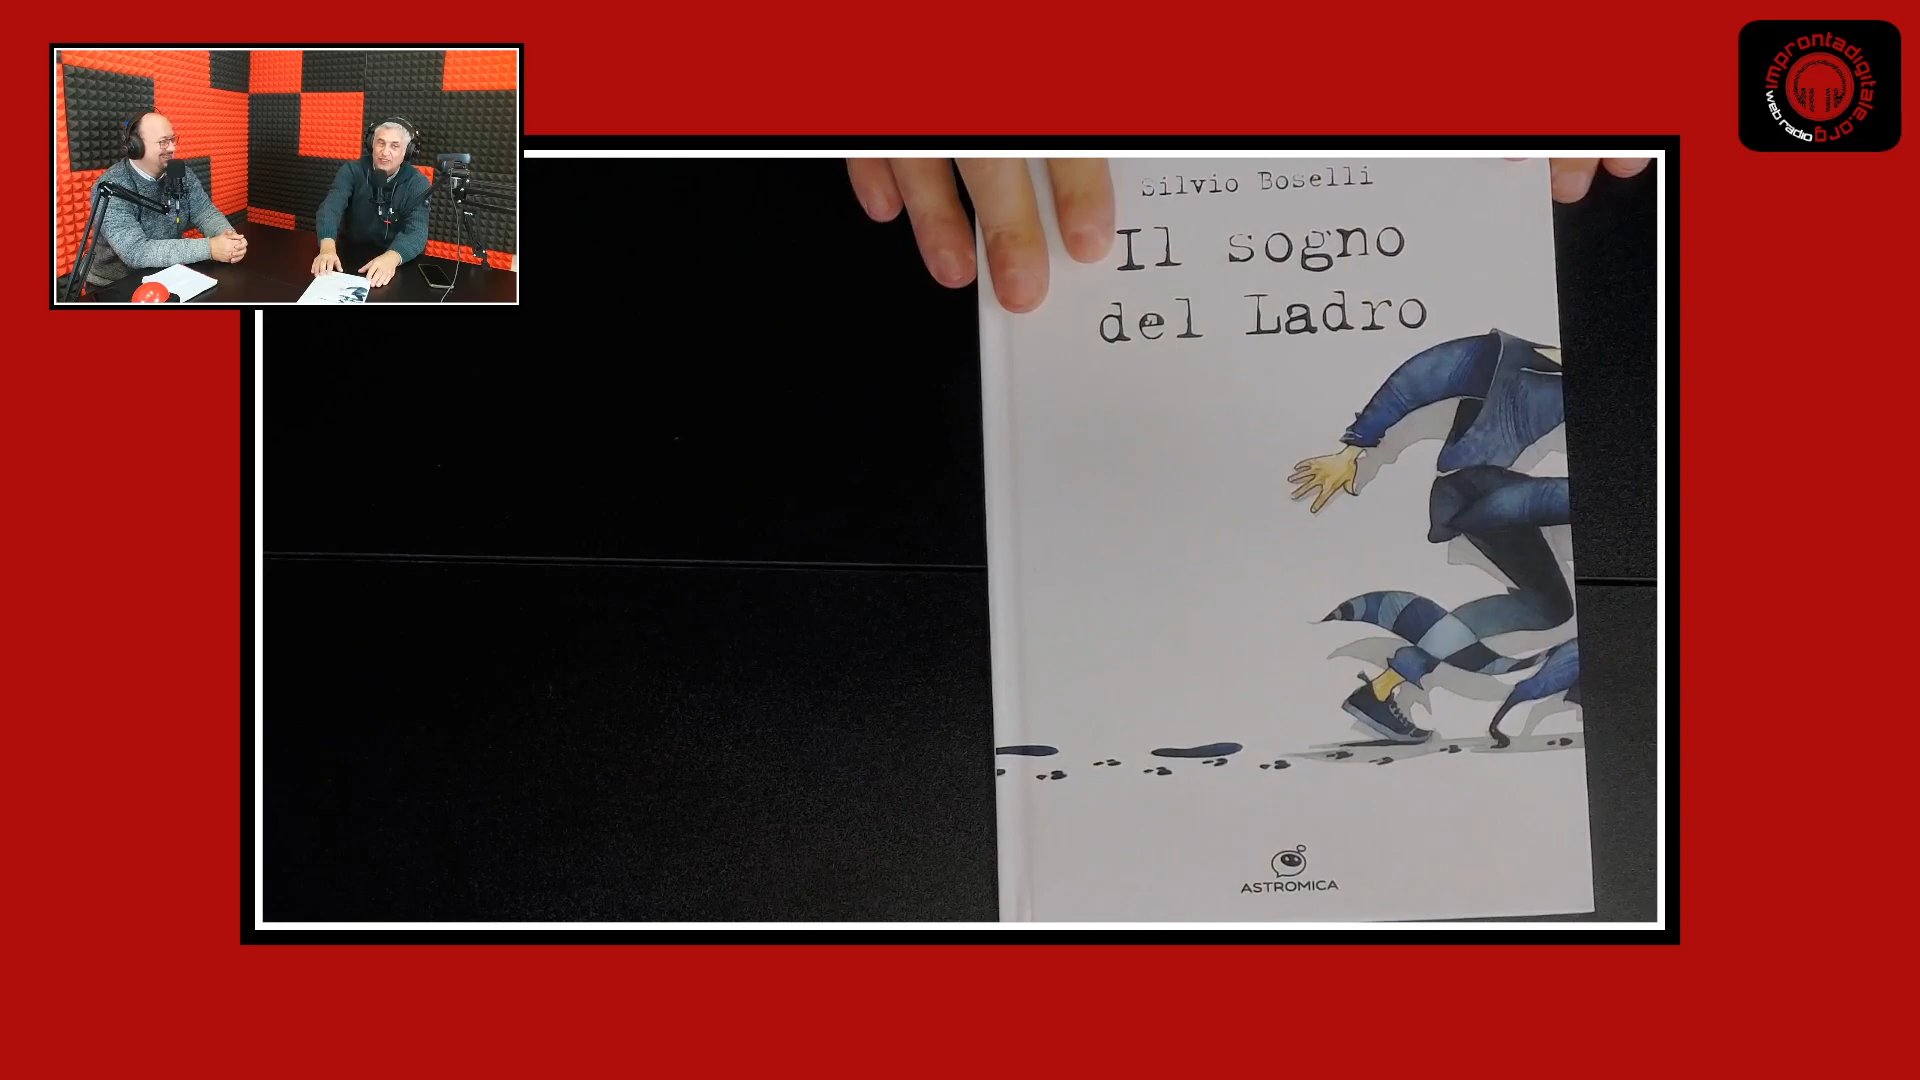 improntadigitale.org
web radio
Silvio Boselli
Il sogno
del Ladro
ASTROMICA